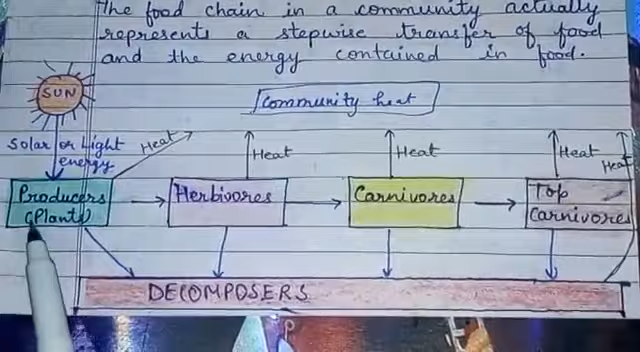 The food chain in a community actually
represents a stepwise transfer of food
and the energy contained in food.
SUN
Community heat
Solar or Light
energy
Heat
Heat
Heat
Heat
Heat
Producers
(Plants)
Herbivores
Carnivores
Top
Carnivores
DECOMPOSERS